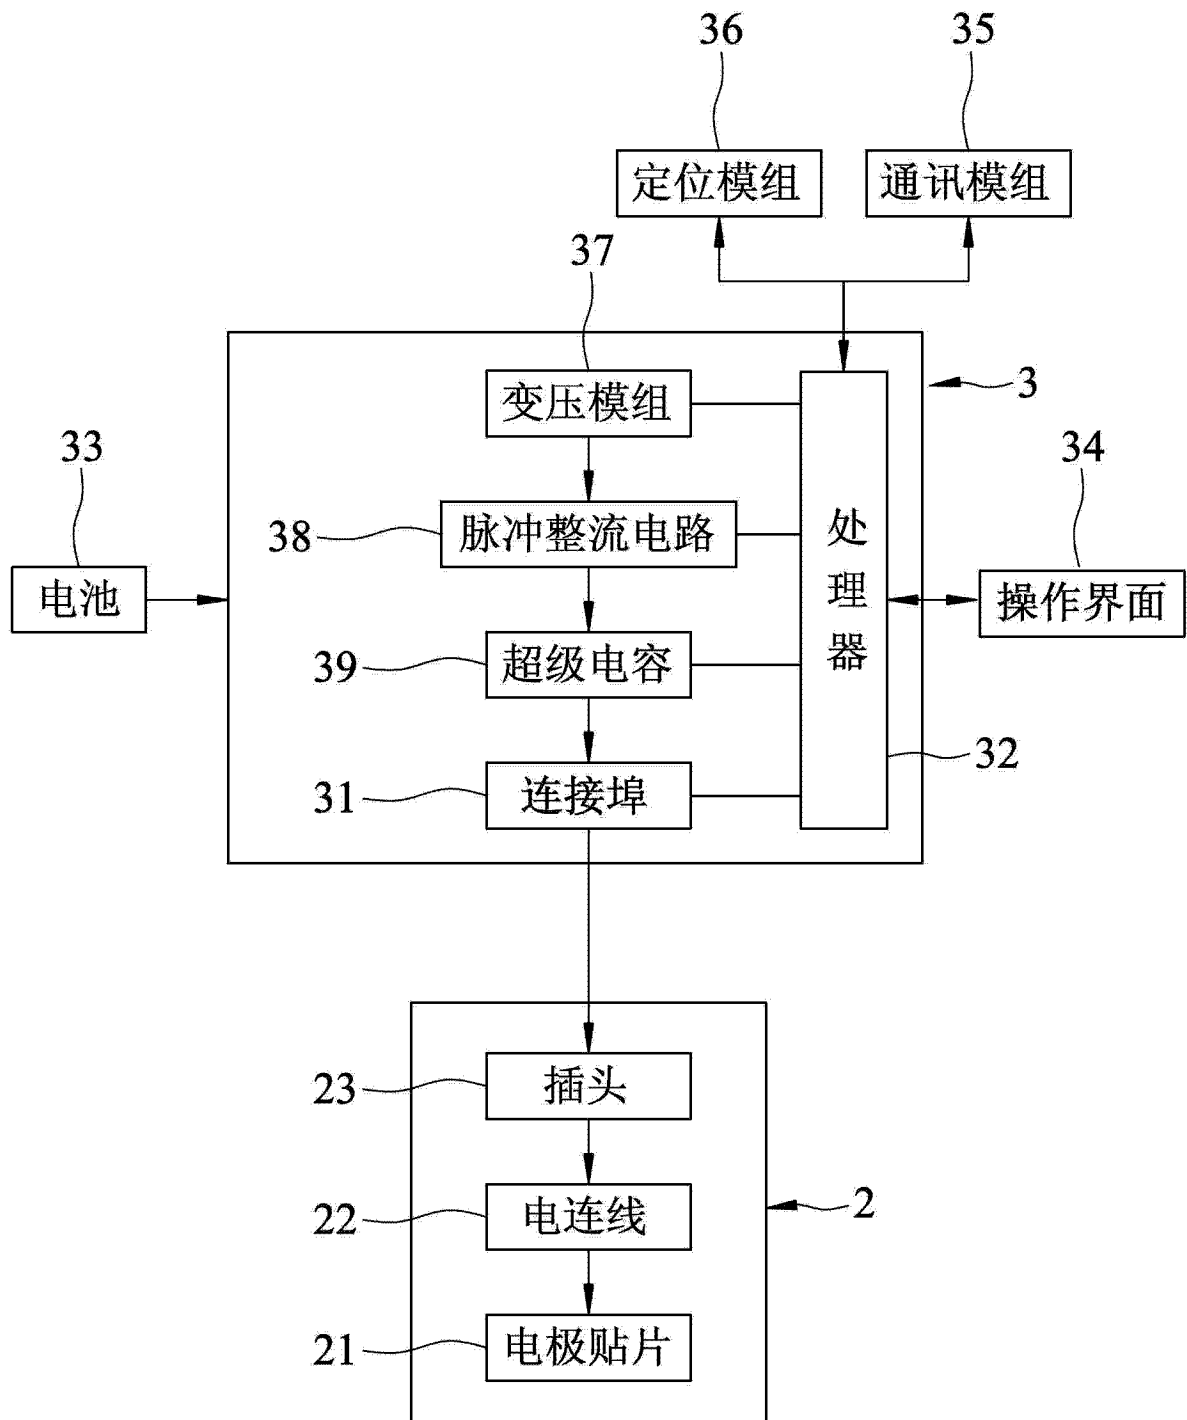 36
35
定位模组
通讯模组
37
变压模组
3
33
34
38
脉冲整流电路
处理器
电池
操作界面
39
超级电容
32
31
连接埠
23
插头
22
电连线
2
21
电极贴片